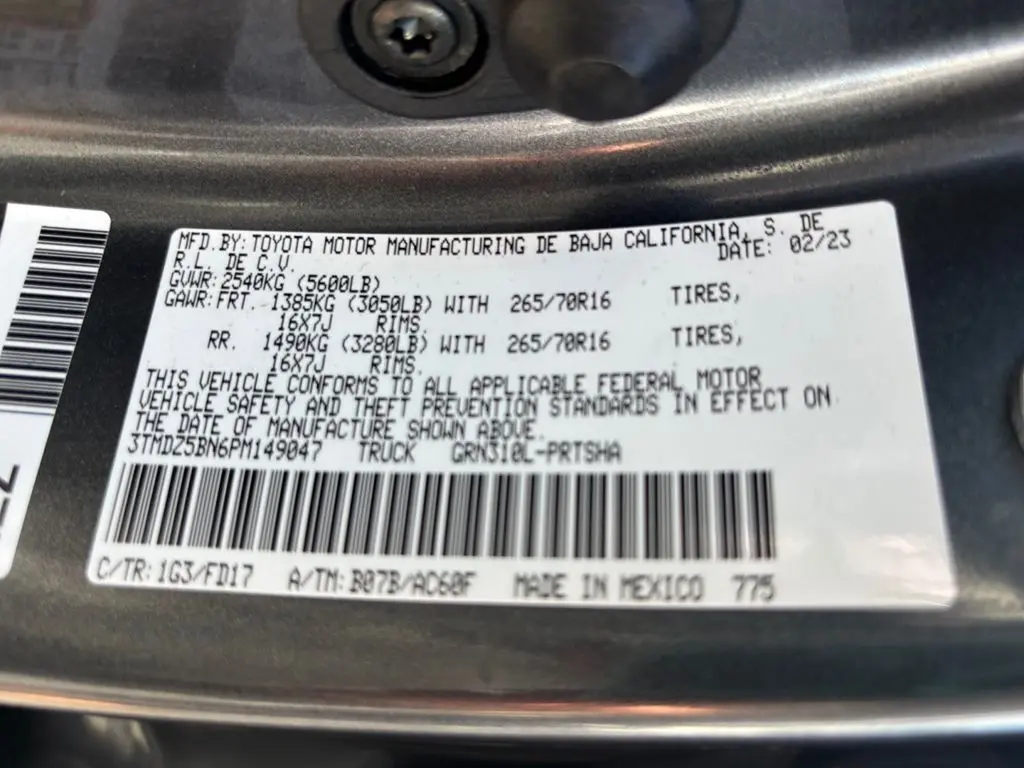 MFD. BY: TOYOTA MOTOR MANUFACTURING DE BAJA CALIFORNIA, S. DE
R.L. DE C.V. DATE: 02/23
GVWR: 2540KG (5600LB)
GAWR: FRT. 1385KG (3050LB) WITH 265/70R16 TIRES,
16X7J RIMS.
RR. 1490KG (3280LB) WITH 265/70R16 TIRES,
16X7J RIMS.
THIS VEHICLE CONFORMS TO ALL APPLICABLE FEDERAL MOTOR
VEHICLE SAFETY AND THEFT PREVENTION STANDARDS IN EFFECT ON
THE DATE OF MANUFACTURE SHOWN ABOVE.
3TMDZ5BN6PM149047 TRUCK GRN310L-PRTSHA
C/TR: 1G3/FD17 A/TM: B07B/AC60F MADE IN MEXICO 775